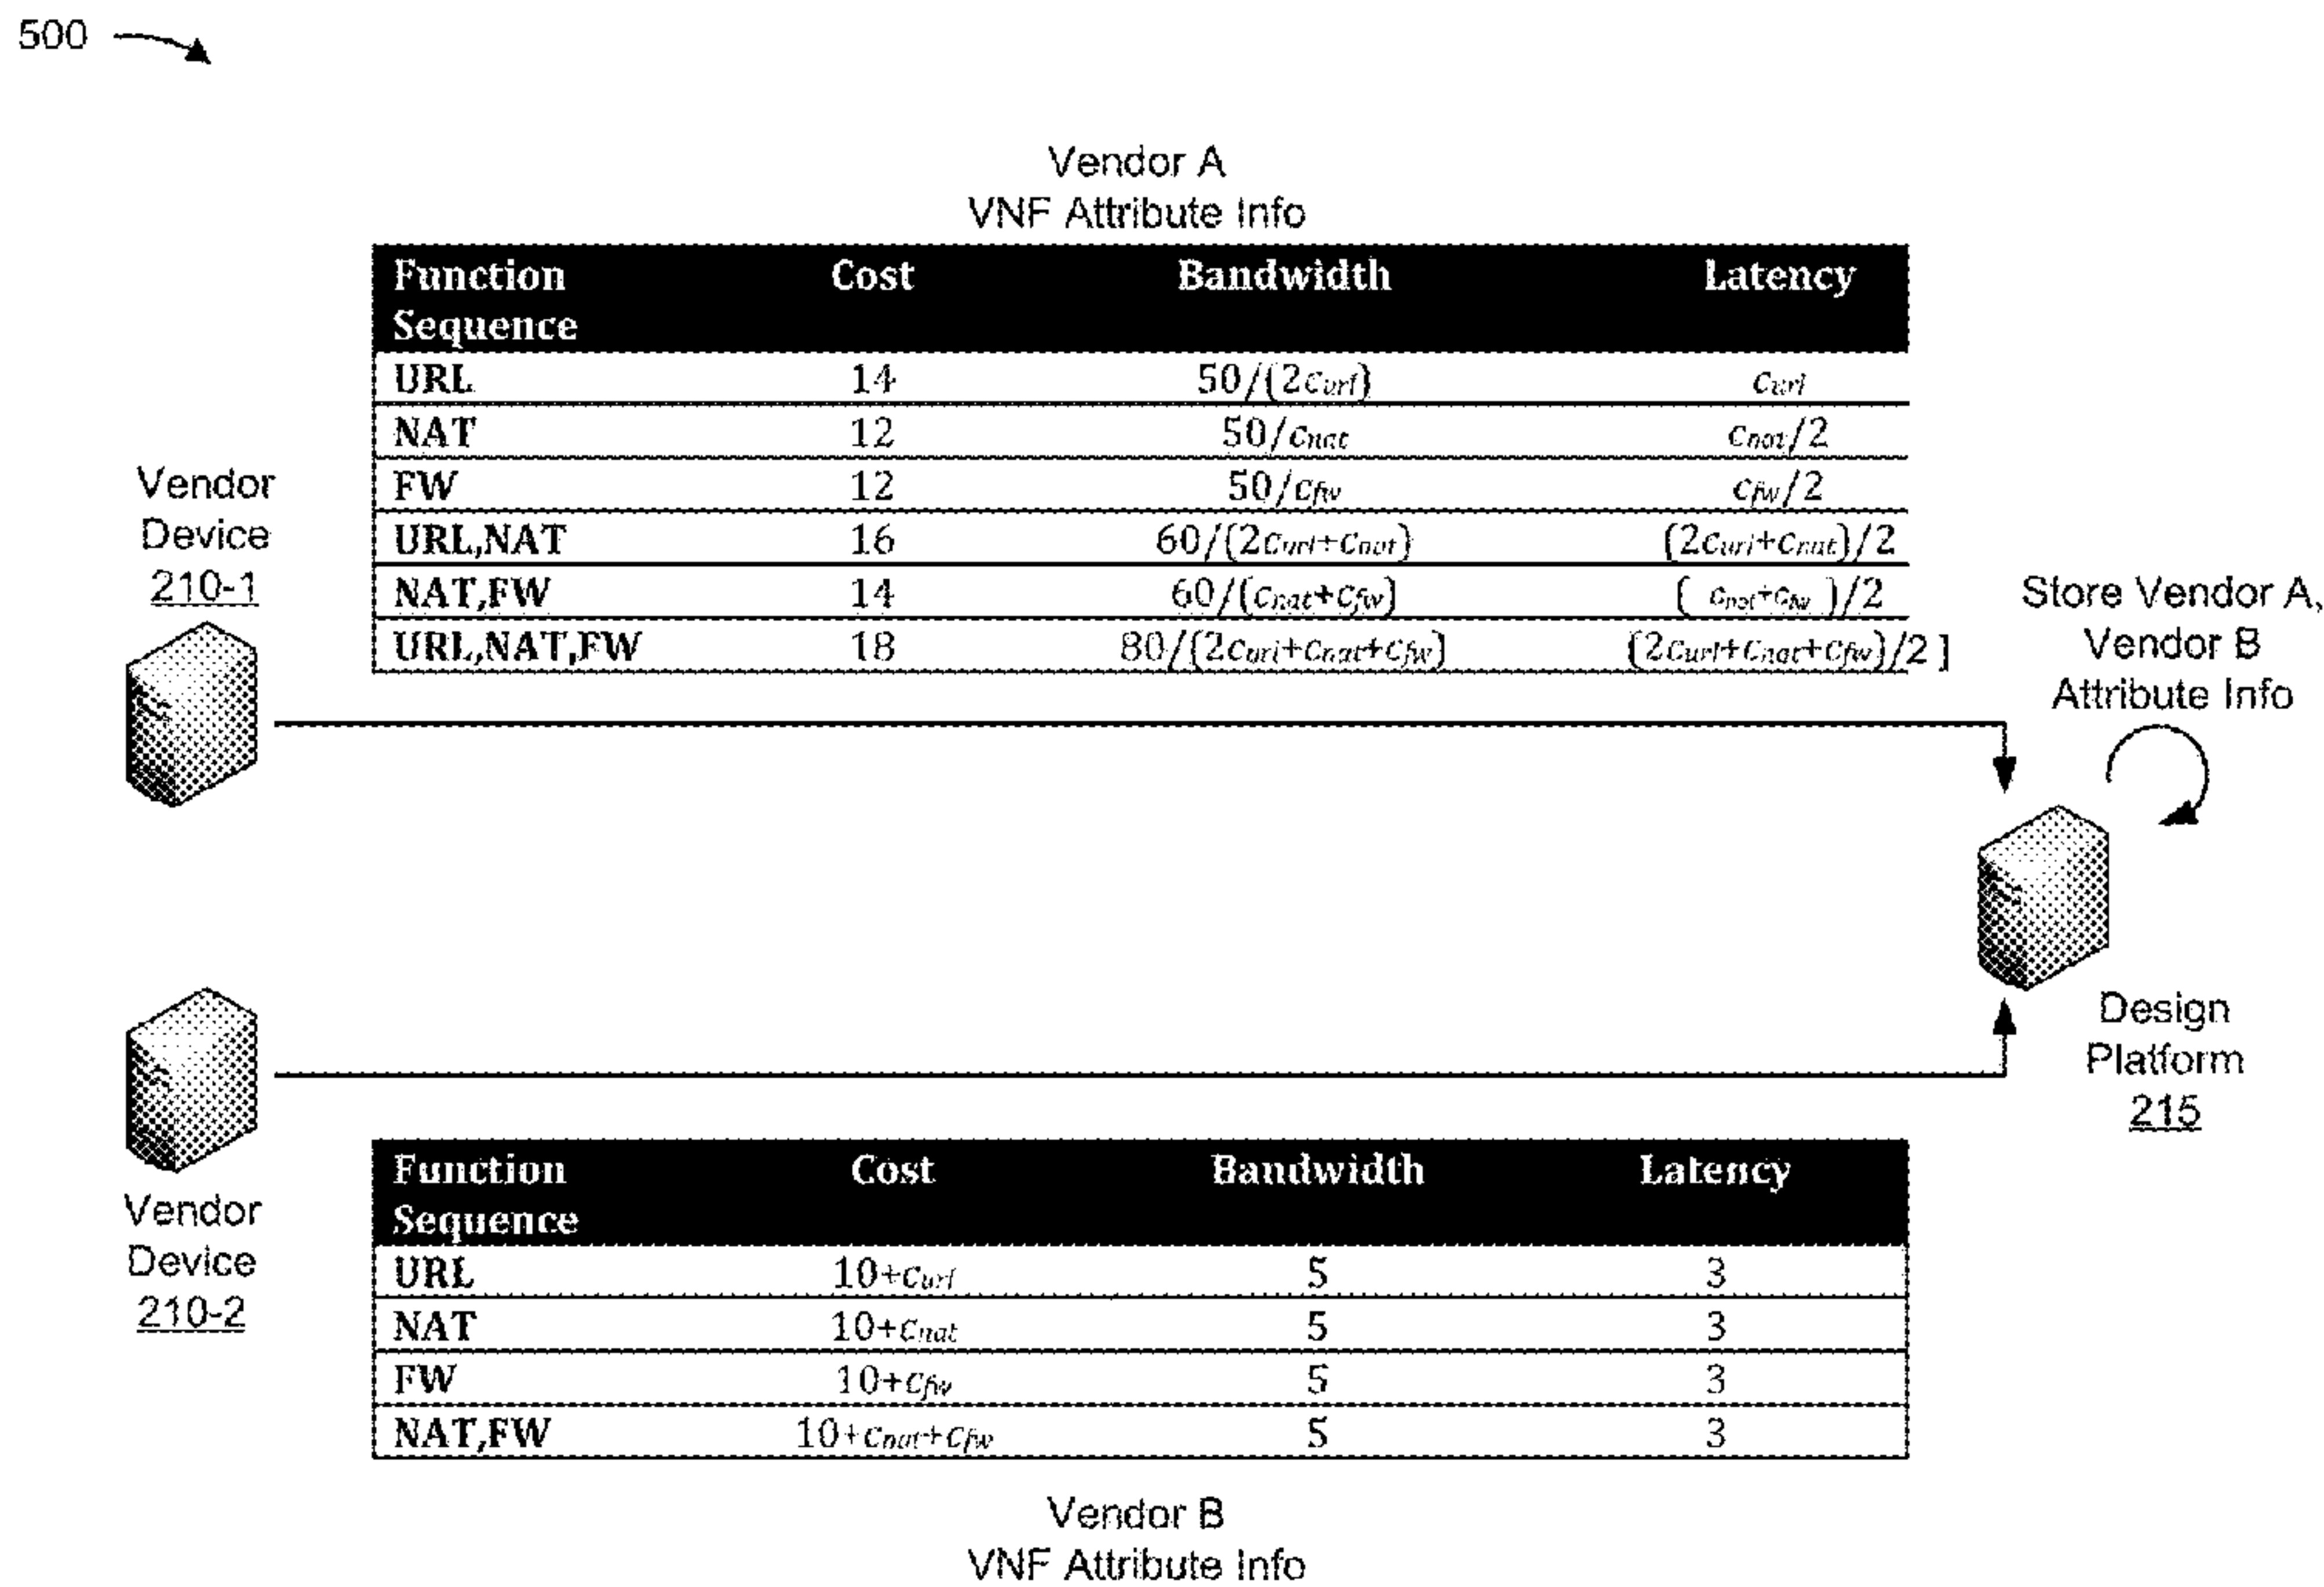 500
Vendor A
VNF Attribute Info
Function Sequence Cost Bandwidth Latency
URL 14 50/(2curl) curl
NAT 12 50/cnat cnat/2
FW 12 50/cfw cfw/2
URL,NAT 16 60/(2curl+cnat) (2curl+cnat)/2
NAT,FW 14 60/(cnat+cfw) ( cnat+cfw )/2
URL,NAT,FW 18 80/(2curl+cnat+cfw) (2curl+cnat+cfw)/2 ]
Vendor
Device
210-1
Store Vendor A,
Vendor B
Attribute Info
Design
Platform
215
Vendor
Device
210-2
Function Sequence Cost Bandwidth Latency
URL 10+curl 5 3
NAT 10+cnat 5 3
FW 10+cfw 5 3
NAT,FW 10+cnat+cfw 5 3
Vendor B
VNF Attribute Info